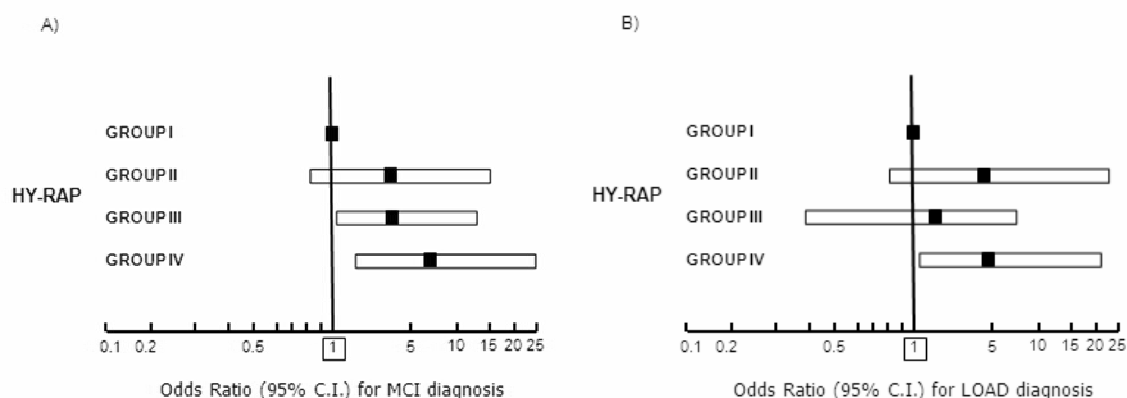 A)
GROUP I
GROUP II
HY-RAP
GROUP III
GROUP IV
0.1 0.2 0.5 1 5 10 15 20 25
Odds Ratio (95% C.I.) for MCI diagnosis
B)
GROUP I
GROUP II
HY-RAP
GROUP III
GROUP IV
0.1 0.2 0.5 1 5 10 15 20 25
Odds Ratio (95% C.I.) for LOAD diagnosis